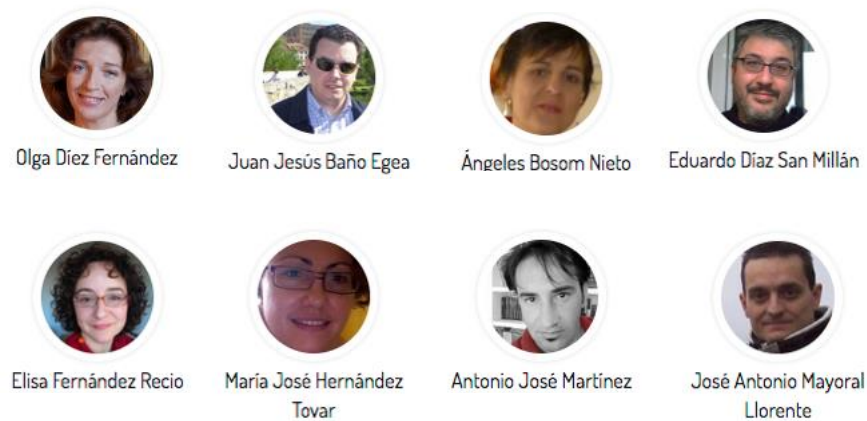 Olga Díez Fernández
Juan Jesús Baño Egea
Ángeles Bosom Nieto
Eduardo Díaz San Millán
Elisa Fernández Recio
María José Hernández
Tovar
Antonio José Martínez
José Antonio Mayoral
Llorente